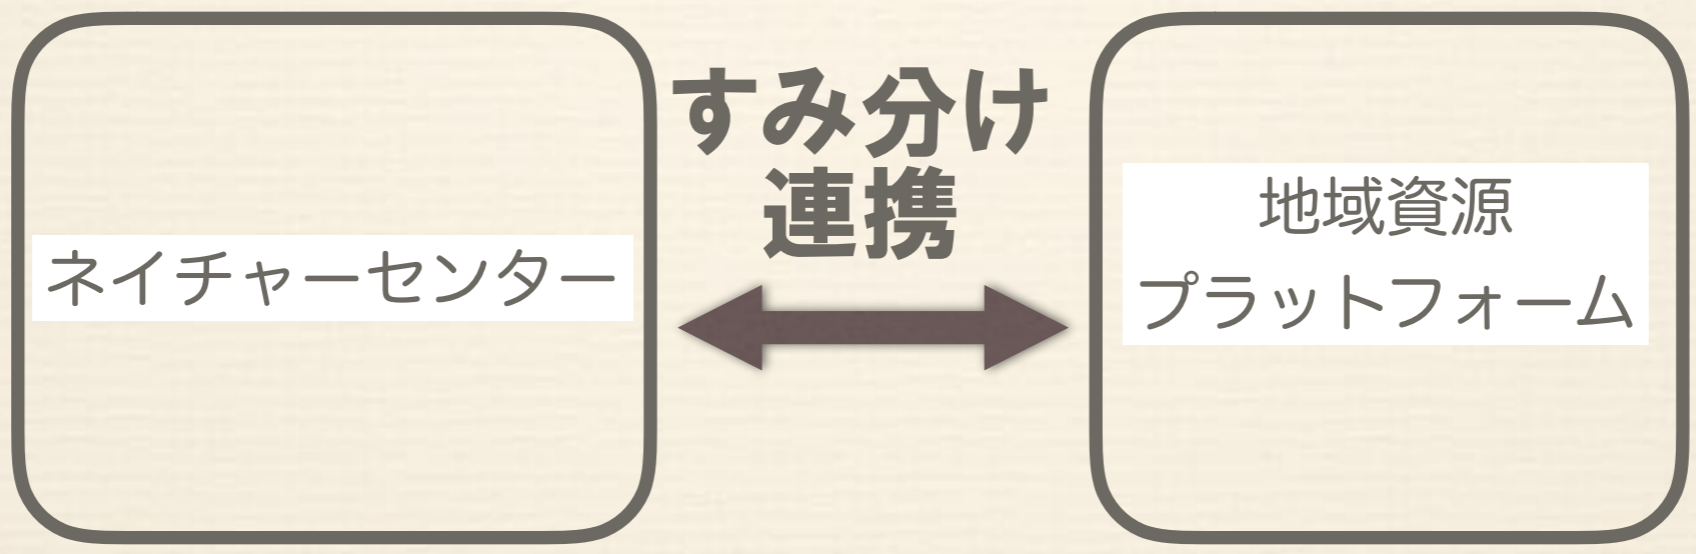 ネイチャーセンター
すみ分け
連携
地域資源
プラットフォーム